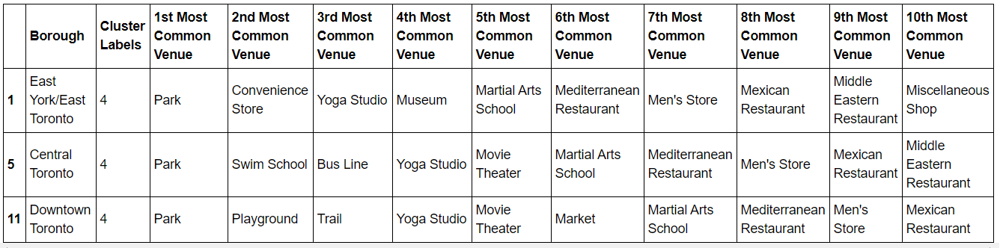 Borough Cluster Labels 1st Most Common Venue 2nd Most Common Venue 3rd Most Common Venue 4th Most Common Venue 5th Most Common Venue 6th Most Common Venue 7th Most Common Venue 8th Most Common Venue 9th Most Common Venue 10th Most Common Venue
1 East York/East Toronto 4 Park Convenience Store Yoga Studio Museum Martial Arts School Mediterranean Restaurant Men's Store Mexican Restaurant Middle Eastern Restaurant Miscellaneous Shop
5 Central Toronto 4 Park Swim School Bus Line Yoga Studio Movie Theater Martial Arts School Mediterranean Restaurant Men's Store Mexican Restaurant Middle Eastern Restaurant
11 Downtown Toronto 4 Park Playground Trail Yoga Studio Movie Theater Market Martial Arts School Mediterranean Restaurant Men's Store Mexican Restaurant